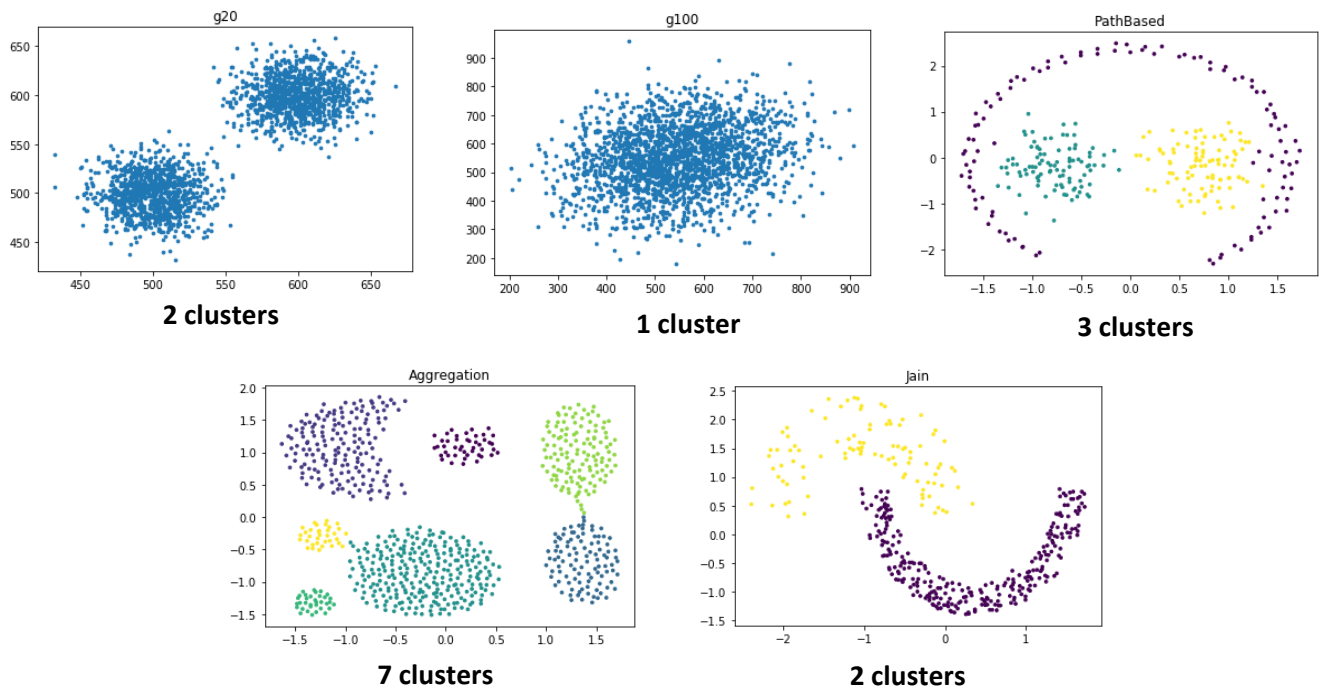 g20
650
600
550
500
450
450 500 550 600 650
2 clusters
g100
900
800
700
600
500
400
300
200
200 300 400 500 600 700 800 900
1 cluster
PathBased
2
1
0
−1
−2
−1.5 −1.0 −0.5 0.0 0.5 1.0 1.5
3 clusters
Aggregation
2.0
1.5
1.0
0.5
0.0
−0.5
−1.0
−1.5
−1.5 −1.0 −0.5 0.0 0.5 1.0 1.5
7 clusters
Jain
2.5
2.0
1.5
1.0
0.5
0.0
−0.5
−1.0
−1.5
−2 −1 0 1
2 clusters